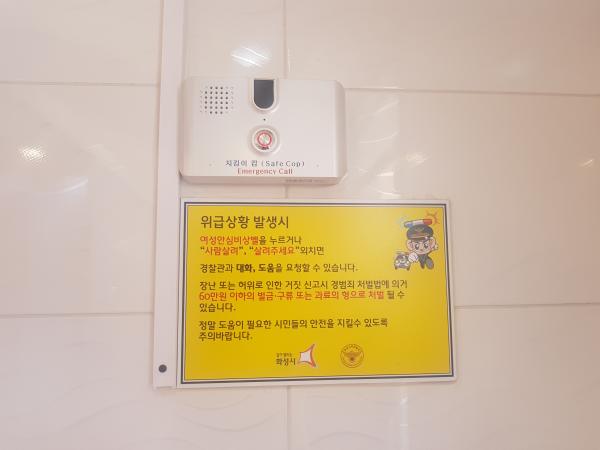 지킴이 캅 (Safe Cop)
Emergency Call
위급상황 발생시
여성안심비상벨을 누르거나
“사람살려”, “살려주세요”외치면
경찰관과 대화, 도움을 요청할 수 있습니다.
장난 또는 허위로 인한 거짓 신고시 경범죄 처벌법에 의거
60만원 이하의 벌금·구류 또는 과료의 형으로 처벌 될 수
있습니다.
정말 도움이 필요한 시민들의 안전을 지킬수 있도록
주의바랍니다.
화성시